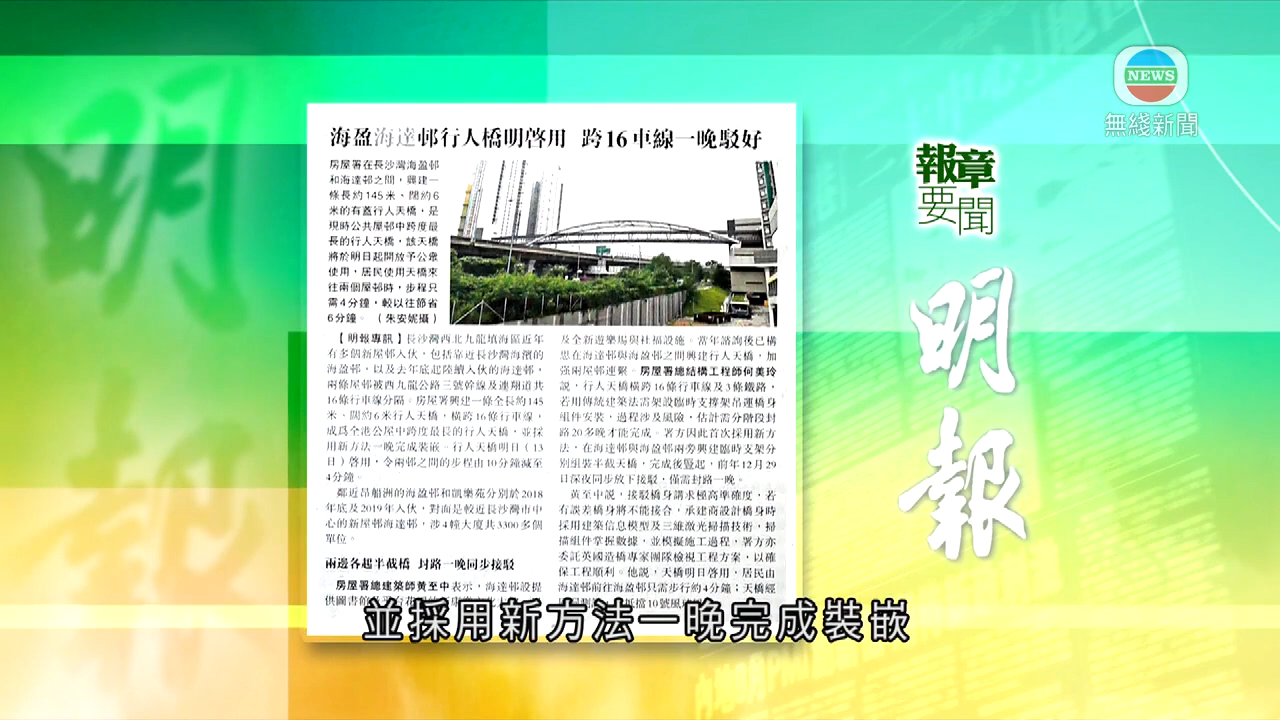 NEWS
無綫新聞
報章
要聞
明報
海盈海達邨行人橋明啓用 跨16車線一晚駁好
房屋署在長沙灣海盈邨
和海達邨之間，興建一
條長約145米、闊約6
米的有蓋行人天橋，是
現時公共屋邨中跨度最
長的行人天橋，該天橋
將於明日起開放予公眾
使用，居民使用天橋來
往兩個屋邨時，步程只
需4分鐘，較以往節省
6分鐘。（朱安妮攝）
【明報專訊】長沙灣西北九龍填海區近年
有多個新屋邨入伙，包括靠近長沙灣海濱的
海盈邨，以及去年底起陸續入伙的海達邨，
兩條屋邨被西九龍公路三號幹線及連翔道共
16條行車線分隔。房屋署興建一條全長約145
米、闊約6米行人天橋，橫跨16條行車線，
成爲全港公屋中跨度最長的行人天橋，並採
用新方法一晚完成裝嵌。行人天橋明日（13
日）啓用，令兩邨之間的步程由10分鐘減至
4分鐘。
鄰近昂船洲的海盈邨和凱樂苑分別於2018
年底及2019年入伙，對面是較近長沙灣市中
心的新屋邨海達邨，涉4幢大廈共3300多個
單位。
兩邊各起半截橋 封路一晚同步接駁
房屋署總建築師黃至中表示，海達邨設提
供圖書館
及全新遊樂場與社福設施。當年諮詢後已構
思在海達邨與海盈邨之間興建行人天橋，加
强兩屋邨連繫。房屋署總結構工程師何美玲
說，行人天橋橫跨16條行車線及3條鐵路，
若用傳統建築法需架設臨時支撐架吊運橋身
組件安裝，過程涉及風險，估計需分階段封
路20多晚才能完成。署方因此首次採用新方
法，在海達邨與海盈邨兩旁興建臨時支架分
別組裝半截天橋，完成後豎起，前年12月29
日深夜同步放下接駁，僅需封路一晚。
黃至中説，接駁橋身講求極高準確度，若
有誤差橋身將不能接合，承建商設計橋身時
採用建築信息模型及三維激光掃描技術，掃
描組件掌握數據，並模擬施工過程，署方亦
委託英國造橋專家團隊檢視工程方案，以確
保工程順利。他説，天橋明日啓用，居民由
海達邨前往海盈邨只需步行約4分鐘；天橋經
並採用新方法一晚完成裝嵌